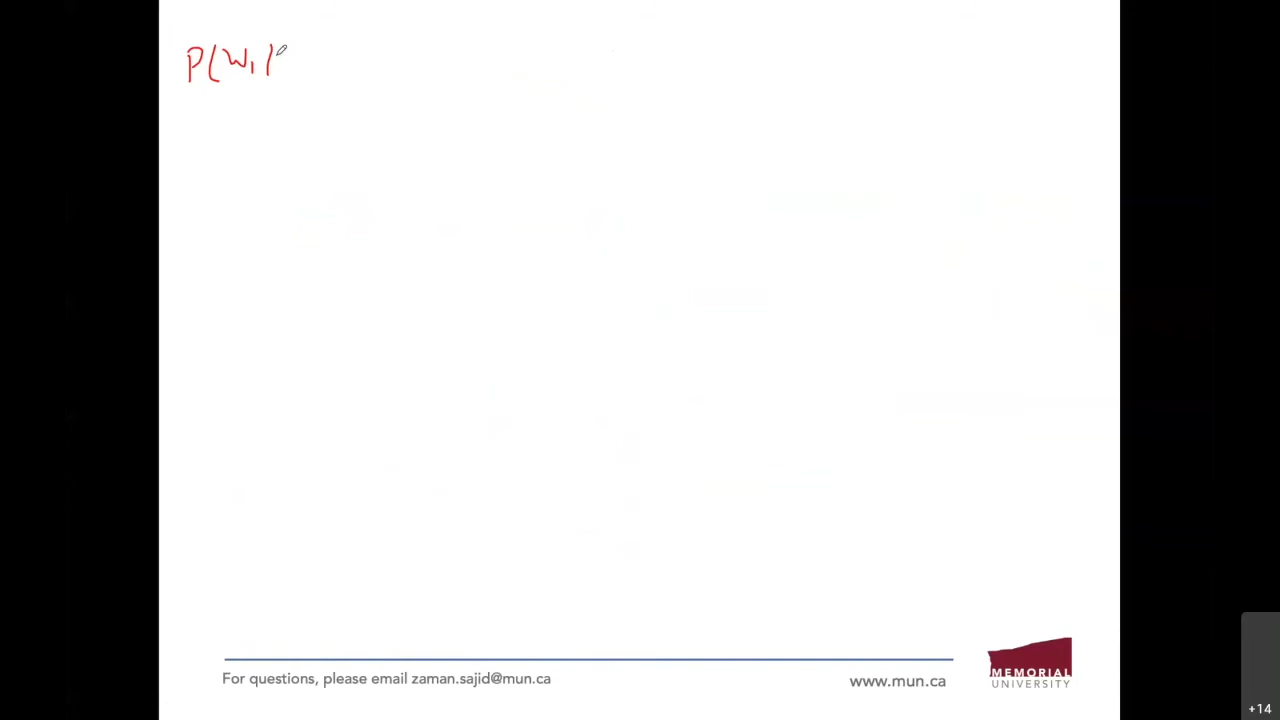 P(W₁)
For questions, please email zaman.sajid@mun.ca
www.mun.ca
MEMORIAL
UNIVERSITY
+14